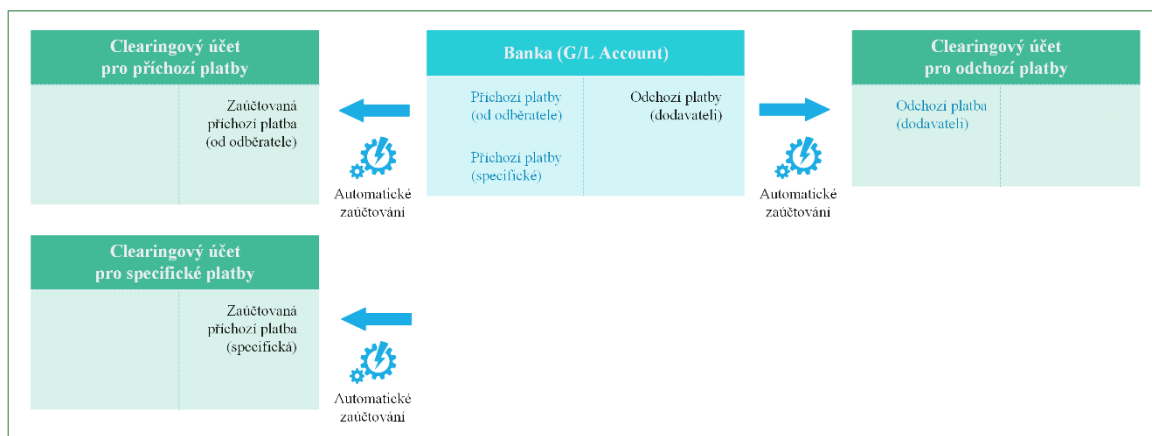 Clearingový účet
pro příchozí platby
Zaúčtovaná
příchozí platba
(od odběratele)
Automatické
zaúčtování
Banka (G/L Account)
Příchozí platby
(od odběratele)
Příchozí platby
(specifické)
Odchozí platby
(dodavateli)
Automatické
zaúčtování
Clearingový účet
pro odchozí platby
Odchozí platba
(dodavateli)
Clearingový účet
pro specifické platby
Zaúčtovaná
příchozí platba
(specifická)
Automatické
zaúčtování